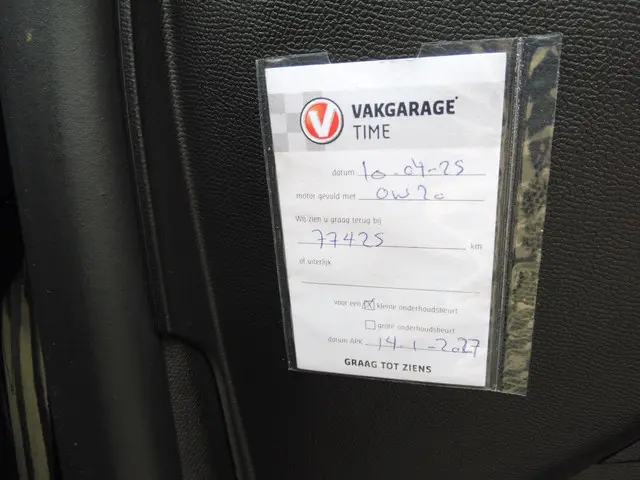 V VAKGARAGE
TIME
datum 10-04-25
motor gevuld met 0W20
Wij zien u graag terug bij
77425 km
of uiterlijk
voor een kleine onderhoudsbeurt
grote onderhoudsbeurt
datum APK 14-1-2027
GRAAG TOT ZIENS